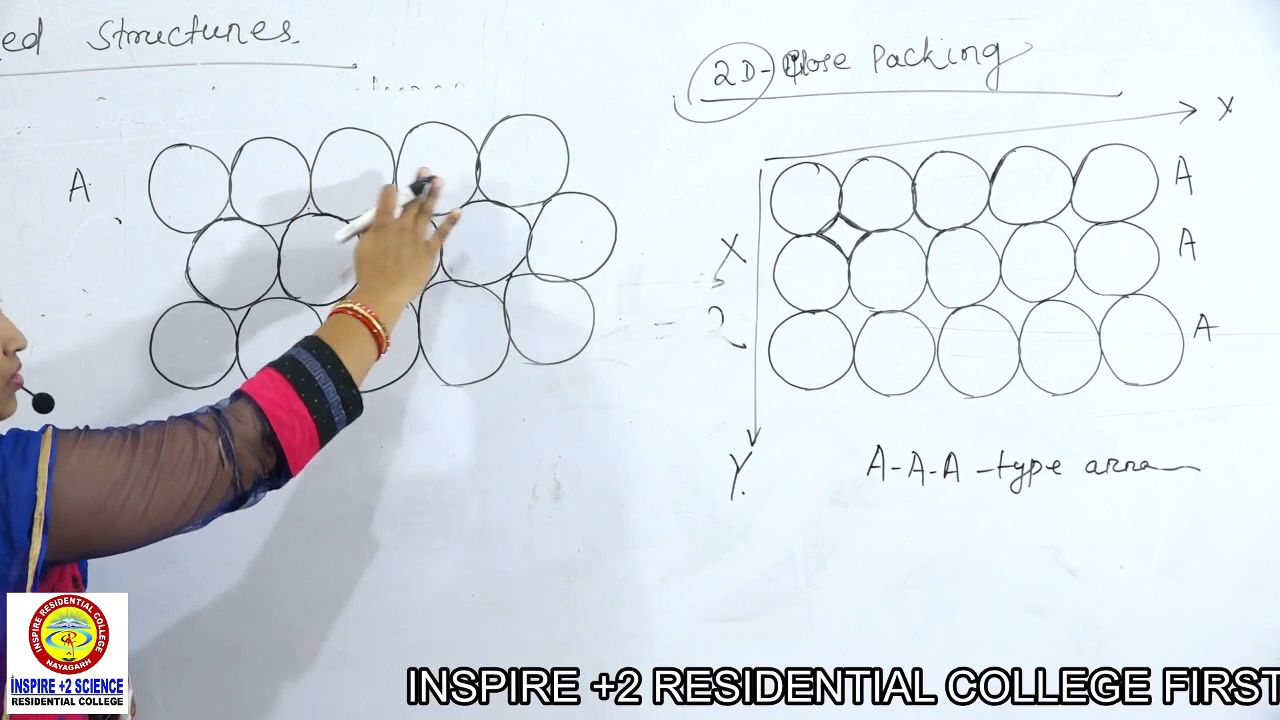 ed Structures
2D-Close Packing
X
A
A
A
X
A
Y
A-A-A-type arra
INSPIRE RESIDENTIAL COLLEGE
NAYAGARH
INSPIRE +2 SCIENCE
RESIDENTIAL COLLEGE
INSPIRE +2 RESIDENTIAL COLLEGE FIRST